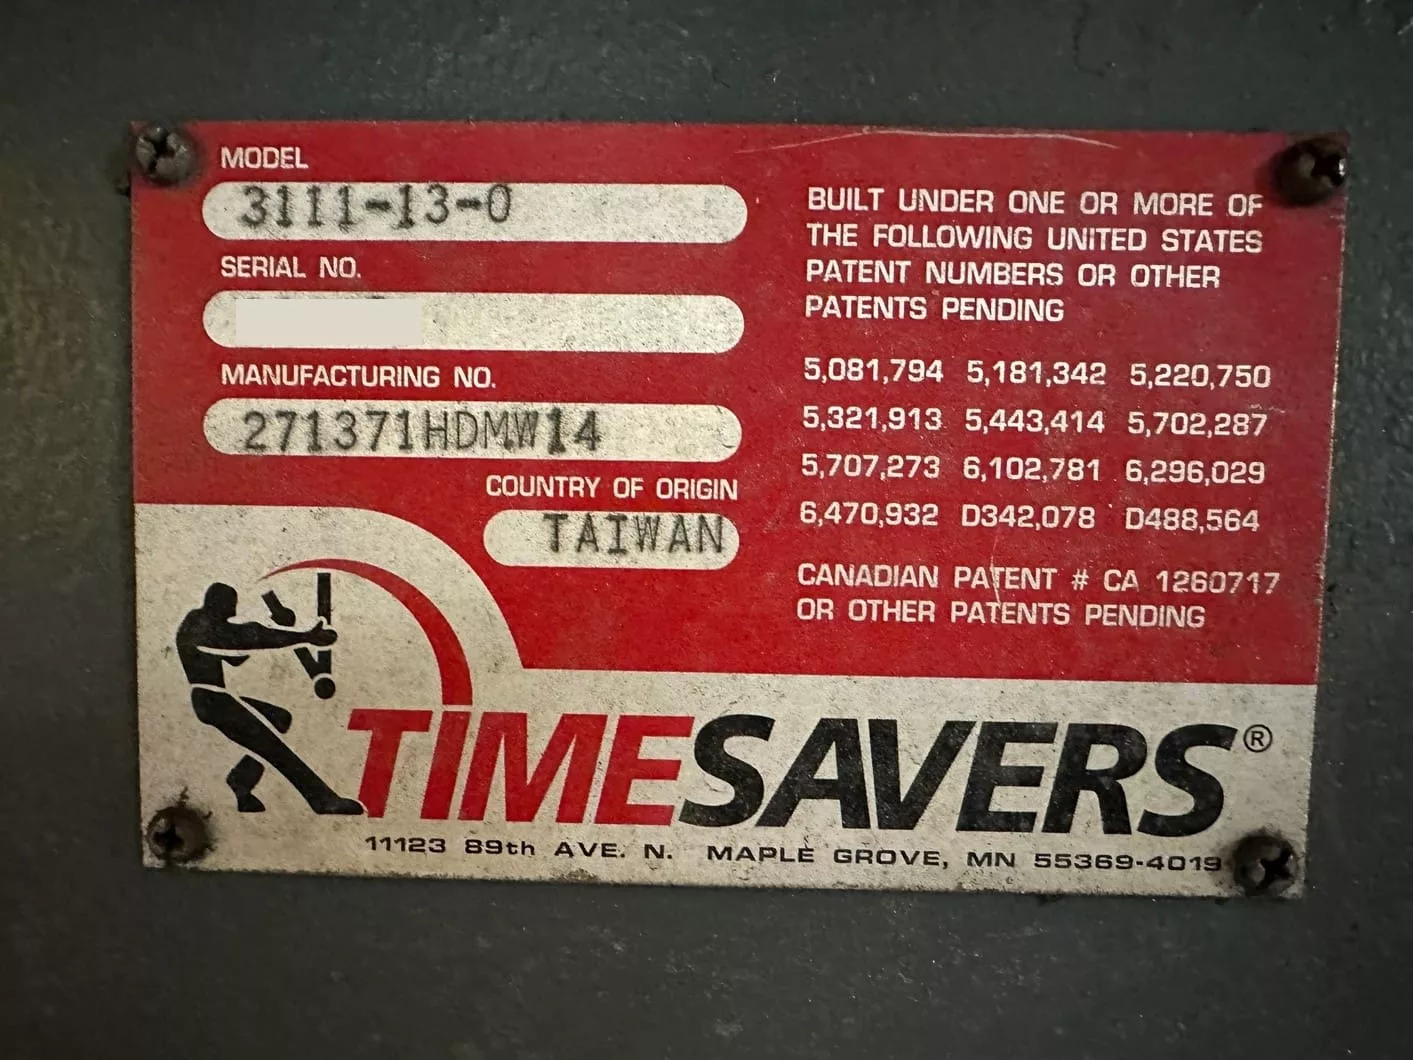 MODEL
3111-13-0
SERIAL NO.
MANUFACTURING NO.
271371HDMW14
COUNTRY OF ORIGIN
TAIWAN
BUILT UNDER ONE OR MORE OF
THE FOLLOWING UNITED STATES
PATENT NUMBERS OR OTHER
PATENTS PENDING
5,081,794 5,181,342 5,220,750
5,321,913 5,443,414 5,702,287
5,707,273 6,102,781 6,296,029
6,470,932 D342,078 D488,564
CANADIAN PATENT # CA 1260717
OR OTHER PATENTS PENDING
TIMESAVERS®
11123 89th AVE. N. MAPLE GROVE, MN 55369-4019